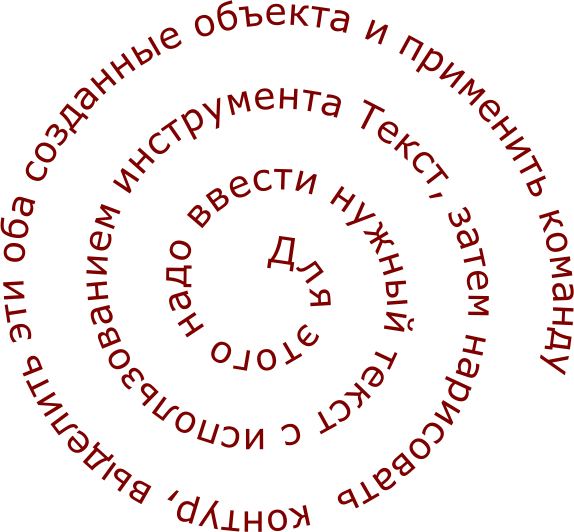 Для этого надо ввести нужный текст с использованием инструмента Текст, затем нарисовать контур, выделить эти оба созданные объекта и применить команду